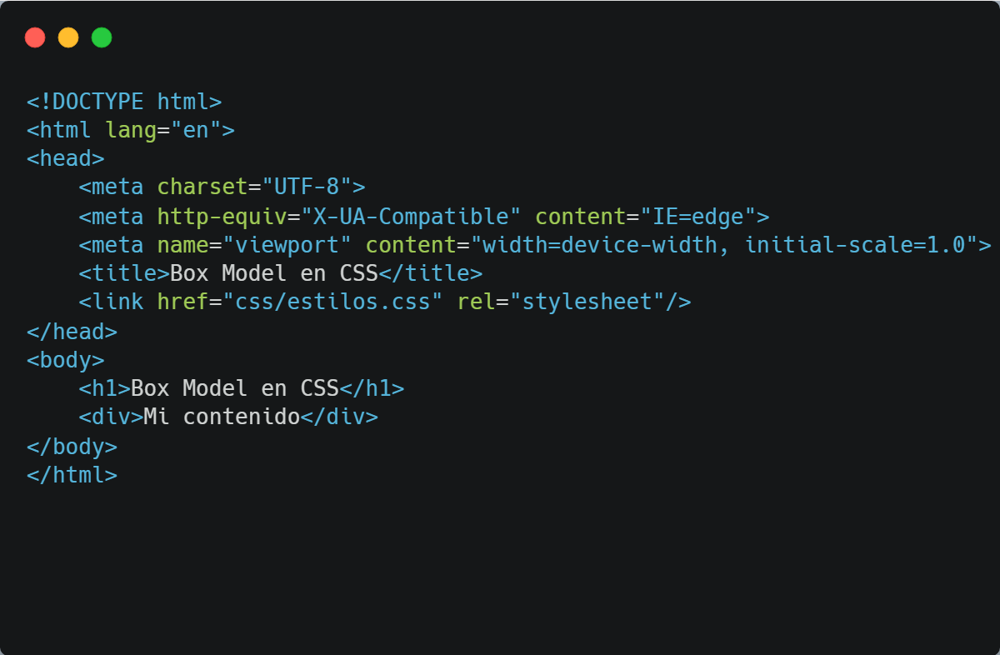 <!DOCTYPE html>
<html lang="en">
<head>
    <meta charset="UTF-8">
    <meta http-equiv="X-UA-Compatible" content="IE=edge">
    <meta name="viewport" content="width=device-width, initial-scale=1.0">
    <title>Box Model en CSS</title>
    <link href="css/estilos.css" rel="stylesheet"/>
</head>
<body>
    <h1>Box Model en CSS</h1>
    <div>Mi contenido</div>
</body>
</html>